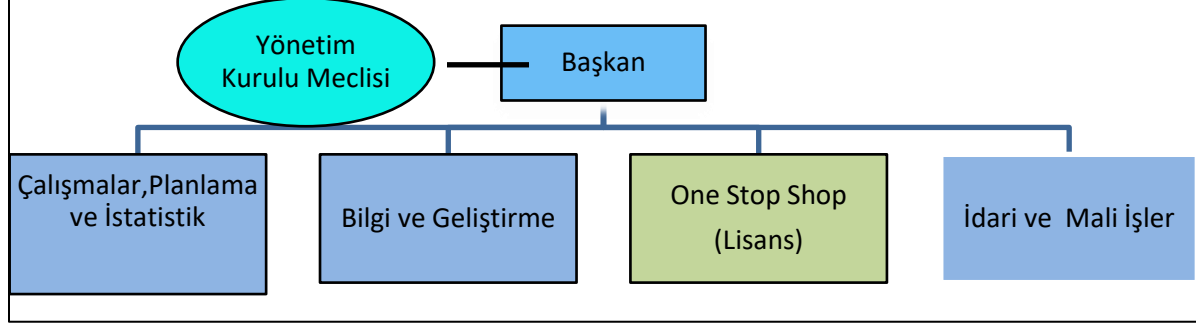 Yönetim
Kurulu Meclisi
Başkan
Çalışmalar,Planlama
ve İstatistik
Bilgi ve Geliştirme
One Stop Shop
(Lisans)
İdari ve Mali İşler